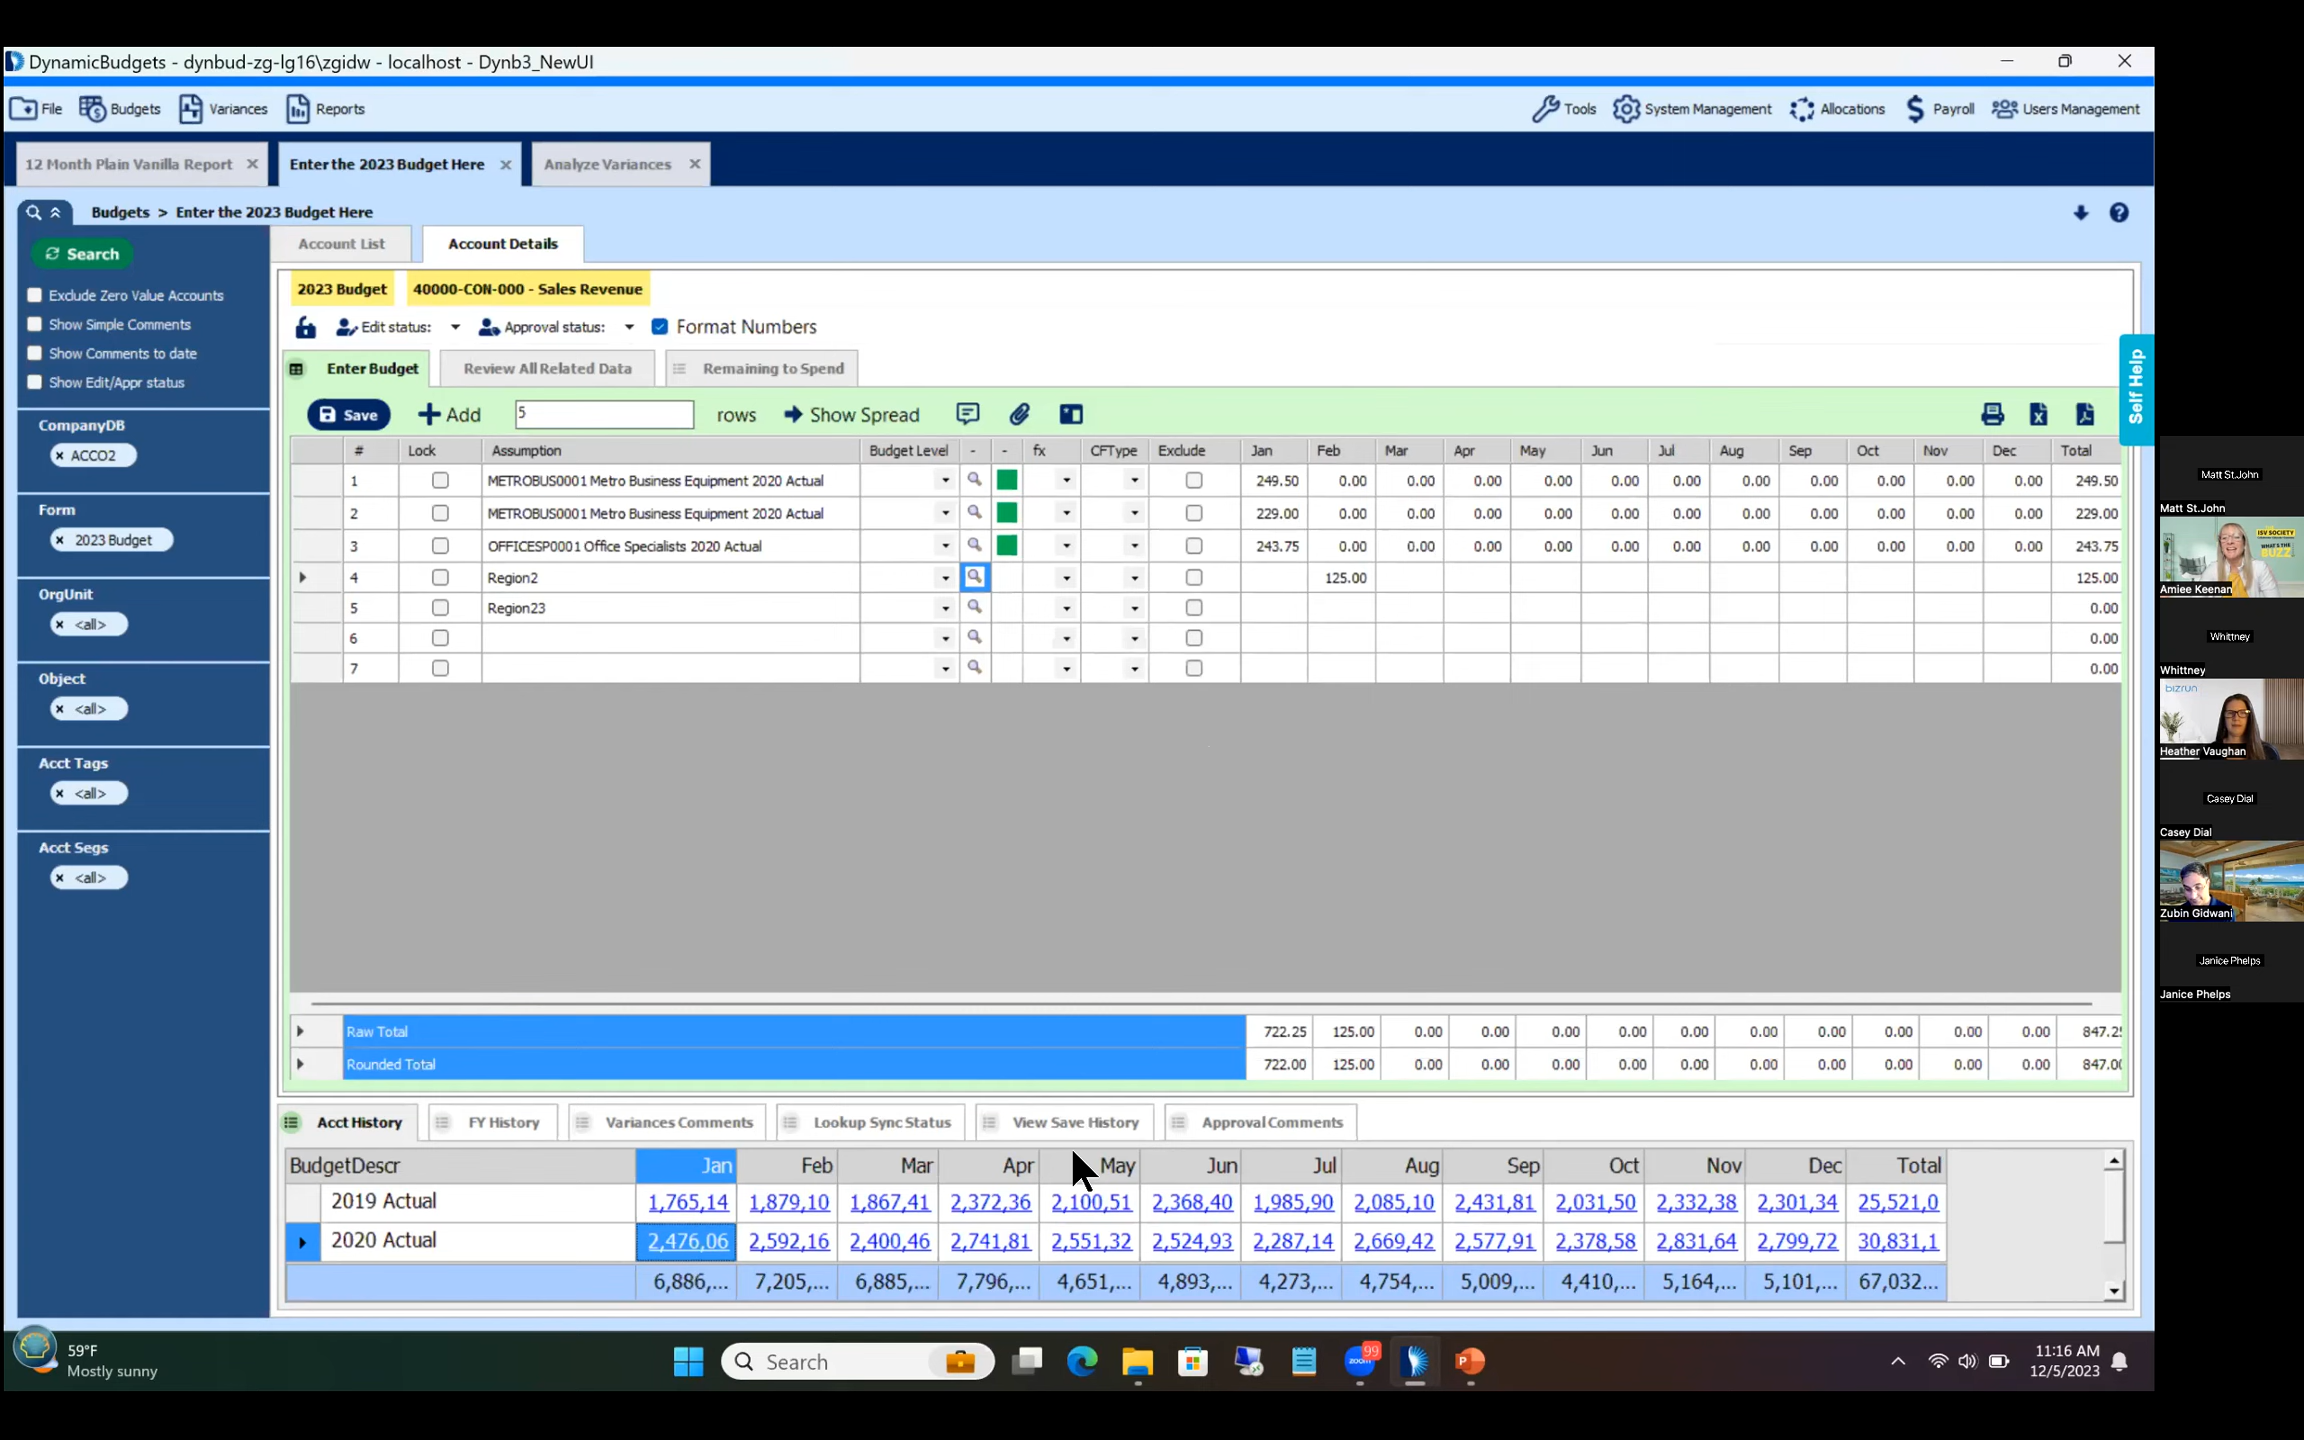 DynamicBudgets - dynbud-zg-lg16\zgidw - localhost - Dynb3_NewUI
File Budgets Variances Reports Tools System Management Allocations Payroll Users Management
12 Month Plain Vanilla Report Enter the 2023 Budget Here Analyze Variances
Budgets > Enter the 2023 Budget Here
Search
Exclude Zero Value Accounts
Show Simple Comments
Show Comments to date
Show Edit/Appr status
CompanyDB
ACCO2
Form
2023 Budget
OrgUnit
<all>
Object
<all>
Acct Tags
<all>
Acct Segs
<all>
Account List Account Details
2023 Budget 40000-CON-000 - Sales Revenue
Edit status: Approval status: Format Numbers
Enter Budget Review All Related Data Remaining to Spend
Save Add 5 rows Show Spread
Self Help
# Lock Assumption Budget Level - - fx CFType Exclude Jan Feb Mar Apr May Jun Jul Aug Sep Oct Nov Dec Total
1 METROBUS0001 Metro Business Equipment 2020 Actual 249.50 0.00 0.00 0.00 0.00 0.00 0.00 0.00 0.00 0.00 0.00 0.00 249.50
2 METROBUS0001 Metro Business Equipment 2020 Actual 229.00 0.00 0.00 0.00 0.00 0.00 0.00 0.00 0.00 0.00 0.00 0.00 229.00
3 OFFICESP0001 Office Specialists 2020 Actual 243.75 0.00 0.00 0.00 0.00 0.00 0.00 0.00 0.00 0.00 0.00 0.00 243.75
4 Region2 125.00 125.00
5 Region23 0.00
6 0.00
7 0.00
Raw Total 722.25 125.00 0.00 0.00 0.00 0.00 0.00 0.00 0.00 0.00 0.00 0.00 847.25
Rounded Total 722.00 125.00 0.00 0.00 0.00 0.00 0.00 0.00 0.00 0.00 0.00 0.00 847.00
Acct History FY History Variances Comments Lookup Sync Status View Save History Approval Comments
BudgetDescr Jan Feb Mar Apr May Jun Jul Aug Sep Oct Nov Dec Total
2019 Actual 1,765,14 1,879,10 1,867,41 2,372,36 2,100,51 2,368,40 1,985,90 2,085,10 2,431,81 2,031,50 2,332,38 2,301,34 25,521,0
2020 Actual 2,476,06 2,592,16 2,400,46 2,741,81 2,551,32 2,524,93 2,287,14 2,669,42 2,577,91 2,378,58 2,831,64 2,799,72 30,831,1
6,886,... 7,205,... 6,885,... 7,796,... 4,651,... 4,893,... 4,273,... 4,754,... 5,009,... 4,410,... 5,164,... 5,101,... 67,032...
59°F
Mostly sunny
Search
zoom
99
P
11:16 AM
12/5/2023
Matt St.John
Matt St.John
ISV SOCIETY
WHAT'S THE
BUZZ
Amiee Keenan
Whittney
Whittney
bizrun
Heather Vaughan
Casey Dial
Casey Dial
Zubin Gidwani
Janice Phelps
Janice Phelps